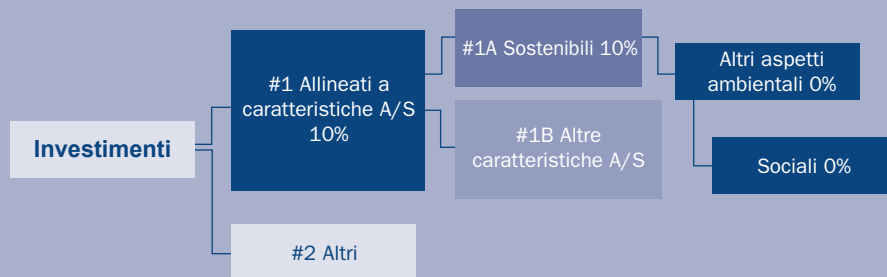 Investimenti
#1 Allineati a
caratteristiche A/S
10%
#2 Altri
#1A Sostenibili 10%
#1B Altre
caratteristiche A/S
Altri aspetti
ambientali 0%
Sociali 0%